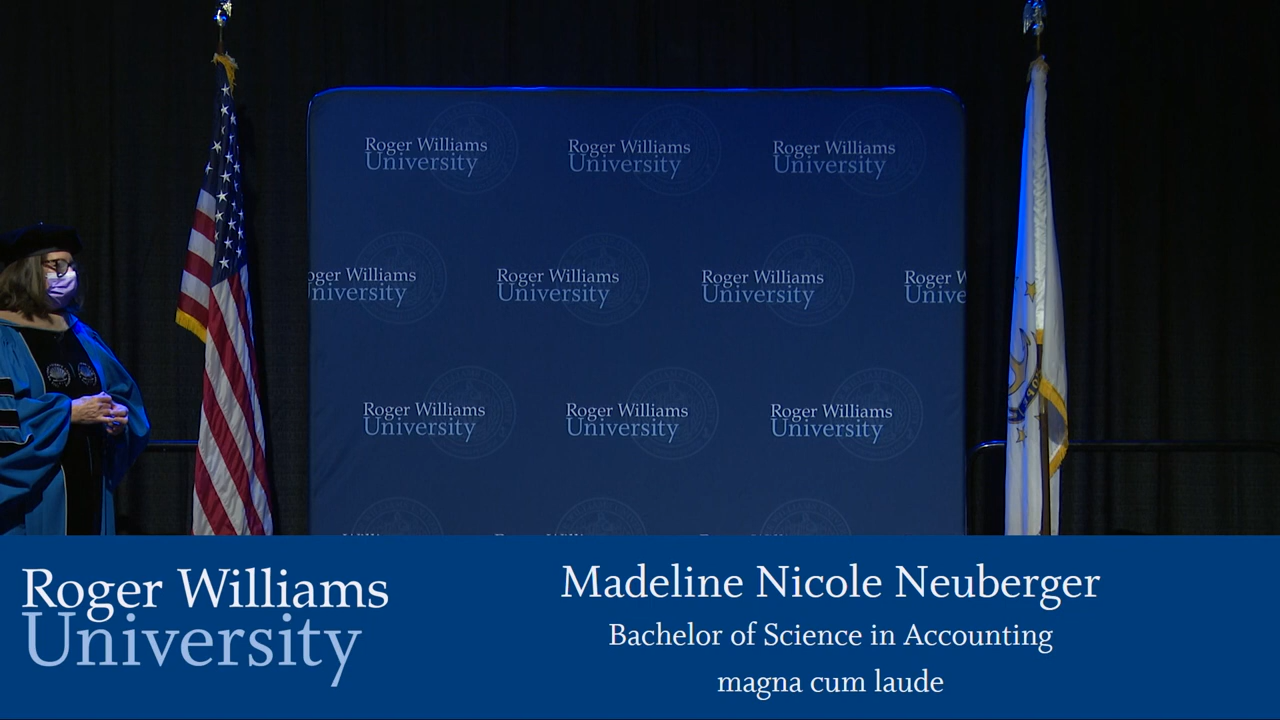 Roger Williams
University
Roger Williams
University
Roger Williams
University
oger Williams
University
Roger Williams
University
Roger Williams
University
Roger W
Unive
Roger Williams
University
Roger Williams
University
Roger Williams
University
Roger Williams
University
Madeline Nicole Neuberger
Bachelor of Science in Accounting
magna cum laude